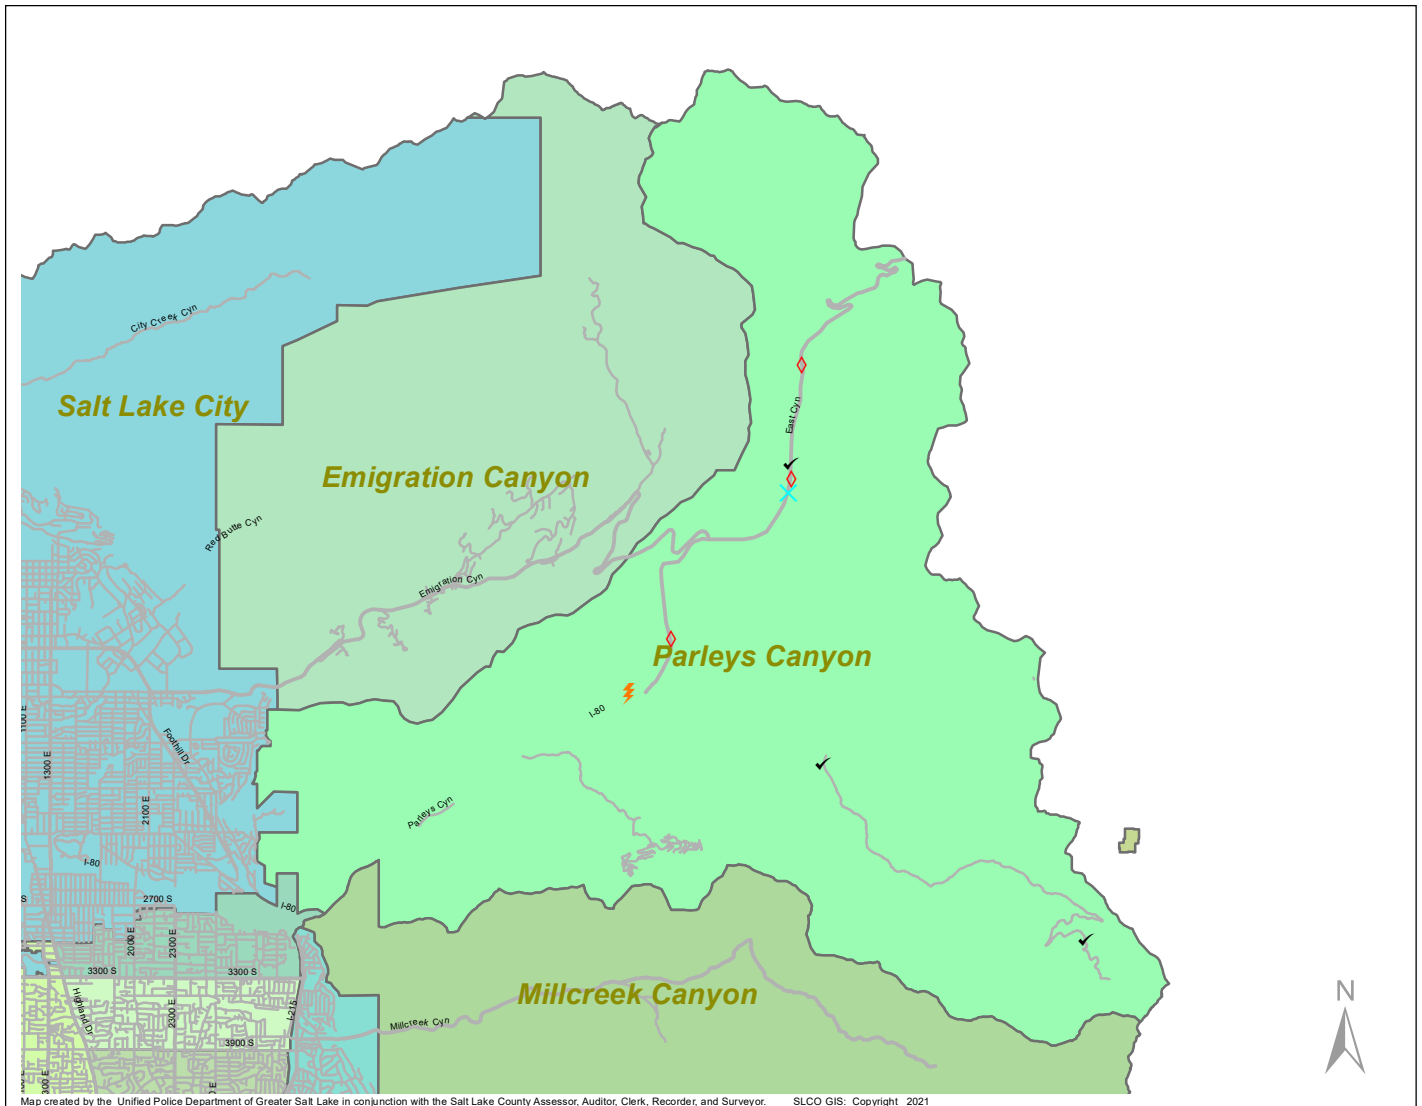 City Creek Cyn
Salt Lake City
East Cyn
Emigration Canyon
Red Butte Cyn
Emigration Cyn
Parleys Canyon
I-80
1100 E
1300 E
Foothill Dr
2100 E
Parleys Cyn
I-80
2700 S
I-80
S
2000 E
2300 E
3300 S
3300 S
Highland Dr
2300 E
I-215
Millcreek Canyon
Millcreek Cyn
3900 S
300 E
N
Map created by the Unified Police Department of Greater Salt Lake in conjunction with the Salt Lake County Assessor, Auditor, Clerk, Recorder, and Surveyor. SLCO GIS: Copyright 2021